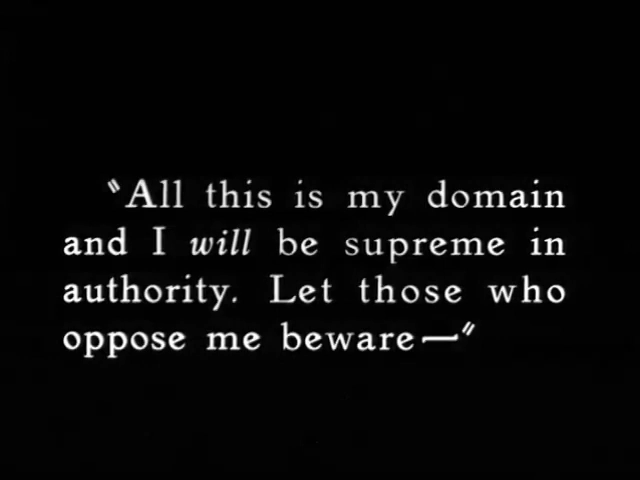 "All this is my domain
and I will be supreme in
authority. Let those who
oppose me beware—"